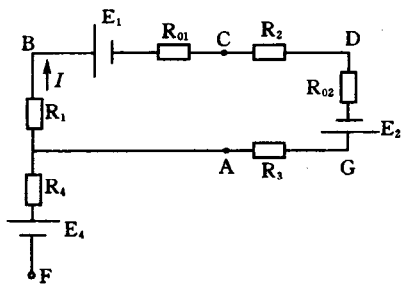 E₁
B I R₀₁ C R₂ D
R₁ R₀₂
E₂
A R₃ G
R₄
E₄
F